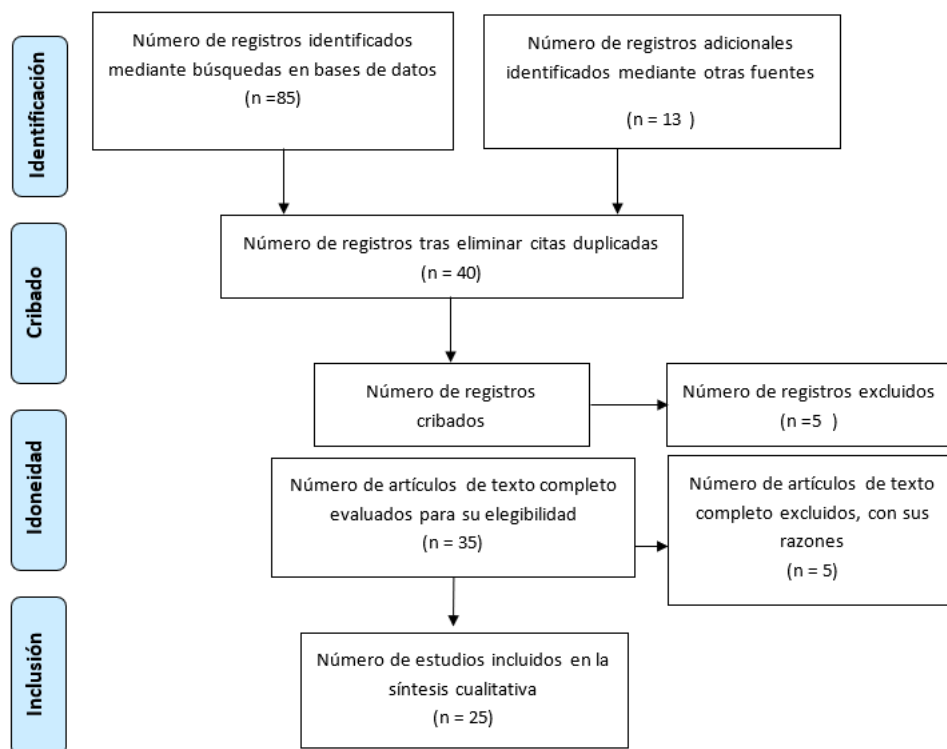 Identificación
Número de registros identificados
mediante búsquedas en bases de datos
(n =85)
Número de registros adicionales
identificados mediante otras fuentes
(n = 13 )
Cribado
Número de registros tras eliminar citas duplicadas
(n = 40)
Número de registros
cribados
Número de registros excluidos
(n =5 )
Idoneidad
Número de artículos de texto completo
evaluados para su elegibilidad
(n = 35)
Número de artículos de texto
completo excluidos, con sus
razones
(n = 5)
Inclusión
Número de estudios incluidos en la
síntesis cualitativa
(n = 25)